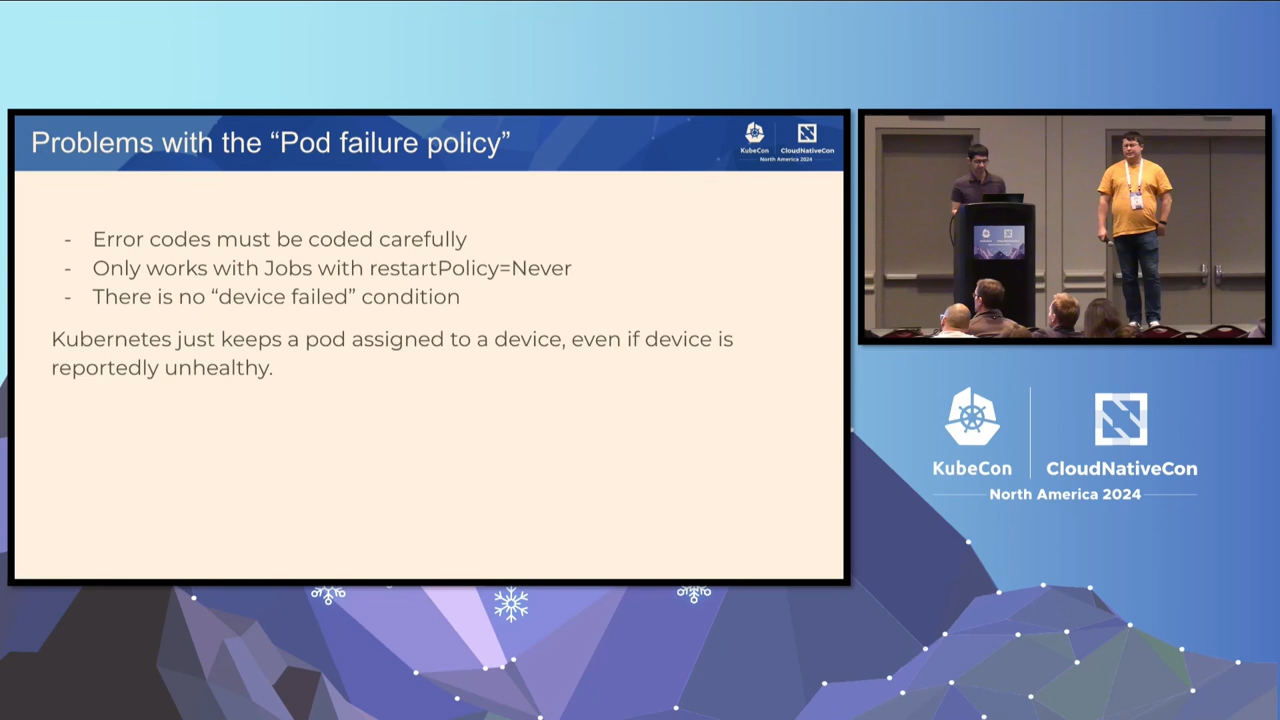 Problems with the “Pod failure policy”
KubeCon
CloudNativeCon
North America 2024
- Error codes must be coded carefully
- Only works with Jobs with restartPolicy=Never
- There is no “device failed” condition
Kubernetes just keeps a pod assigned to a device, even if device is
reportedly unhealthy.
KubeCon
CloudNativeCon
North America 2024